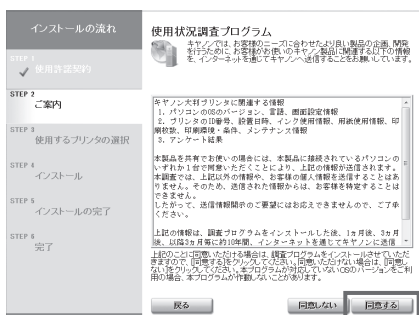 インストールの流れ
STEP 1
使用許諾契約
STEP 2
ご案内
STEP 3
使用するプリンタの選択
STEP 4
インストール
STEP 5
インストールの完了
STEP 6
完了
使用状況調査プログラム
キヤノンでは、お客様のニーズに合わせたより良い製品の企画、開発
を行うために、お客様がお使いのキヤノン製品に関連する以下の情報
を、インターネットを通じてキヤノンへ送信することをお願いしています。
キヤノン大判プリンタに関連する情報
1. パソコンのOSのバージョン、言語、画面設定情報
2. プリンタのID番号、設置日時、インク使用情報、用紙使用情報、印
刷枚数、印刷環境・条件、メンテナンス情報
3. アンケート結果
本製品を共有でお使いの場合には、本製品に接続されているパソコンの
いずれか1台で同意いただくことにより、上記の情報が送信されます。
本調査では、上記以外の情報や、お客様の個人情報を送信することはあ
りません。そのため、送信された情報からは、お客様を特定することは
できません。
したがって、送信情報開示のご要望にはお応えできませんので、ご了承
ください。
上記の情報は、調査プログラムをインストールした後、1ヵ月後、3ヵ月
後、以降3ヵ月毎に約10年間、インターネットを通じてキヤノンに送信
上記のことに同意いただける場合は、調査プログラムをインストールさせていただ
きますので、[同意する]をクリックしてください。同意いただけない場合は、[同意し
ない]をクリックしてください。本プログラムが対応していないOSのバージョンをご利
用の場合、本プログラムが作動しないことがあります。
戻る
同意しない
同意する